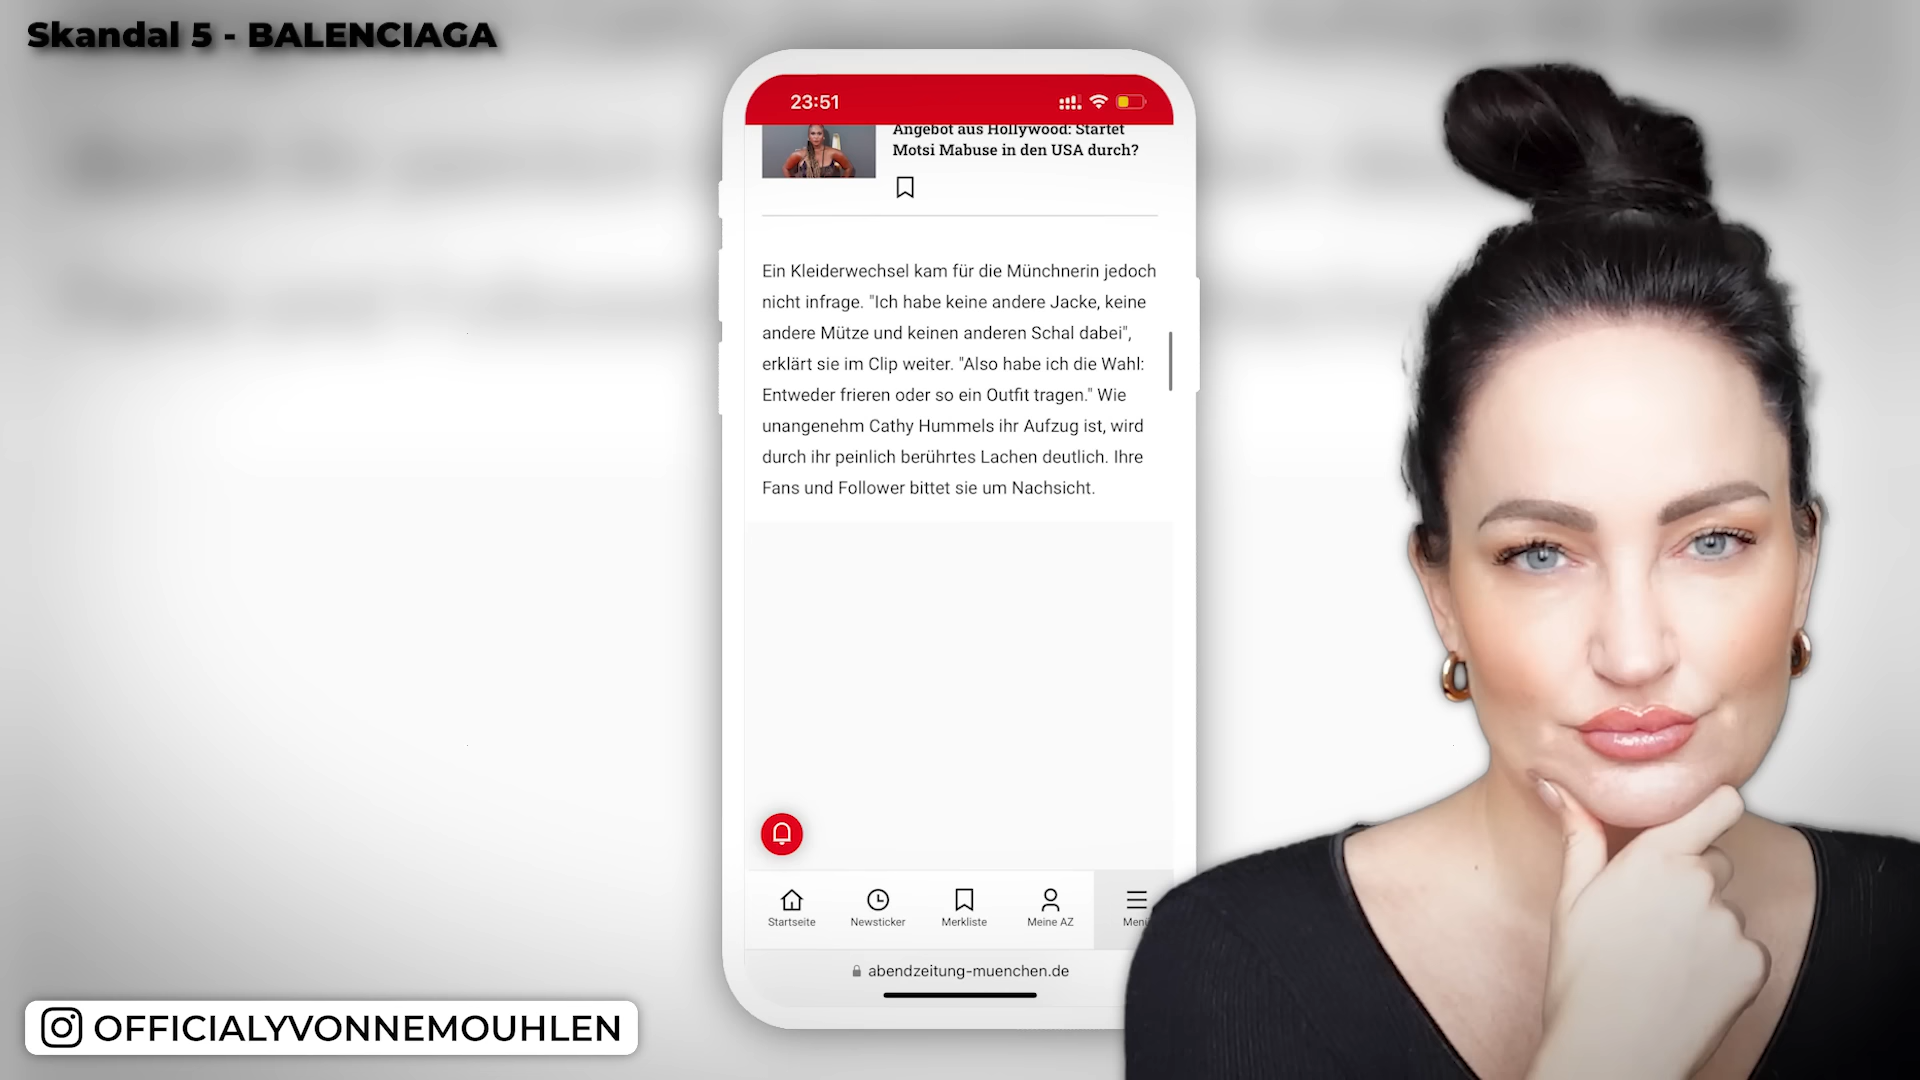 Skandal 5 - BALENCIAGA
23:51
Angebot aus Hollywood: Startet
Motsi Mabuse in den USA durch?
Ein Kleiderwechsel kam für die Münchnerin jedoch
nicht infrage. "Ich habe keine andere Jacke, keine
andere Mütze und keinen anderen Schal dabei",
erklärt sie im Clip weiter. "Also habe ich die Wahl:
Entweder frieren oder so ein Outfit tragen." Wie
unangenehm Cathy Hummels ihr Aufzug ist, wird
durch ihr peinlich berührtes Lachen deutlich. Ihre
Fans und Follower bittet sie um Nachsicht.
Startseite Newsticker Merkliste Meine AZ Menü
abendzeitung-muenchen.de
OFFICIALYVONNEMOUHLEN